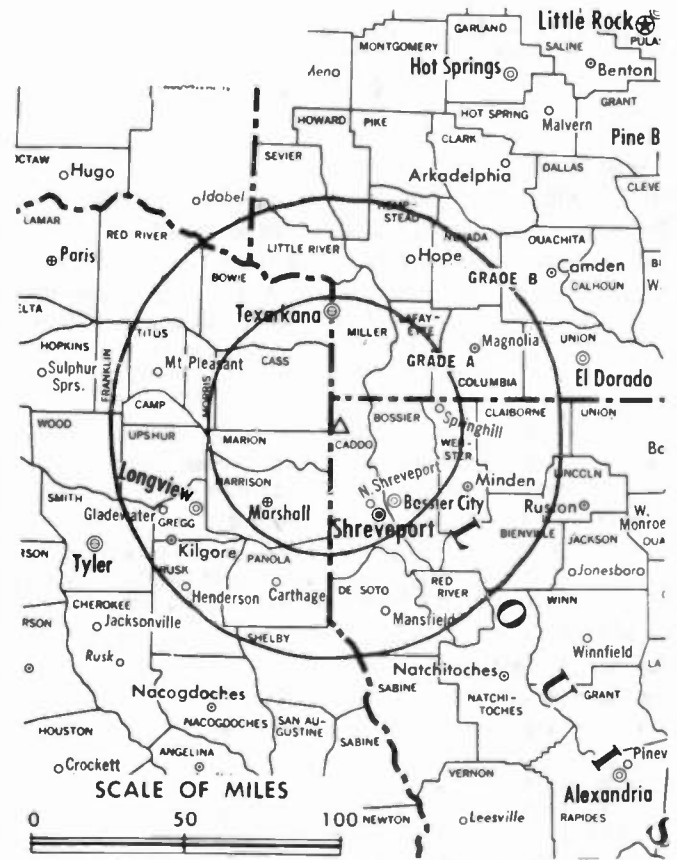 GARLAND
Little Rock
MONTGOMERY
SALINE
PULA
Hot Springs
Benton
GRANT
HOWARD
PIKE
HOT SPRING
Malvern
CLARK
Pine B
OCTAW
Hugo
SEVIER
Arkadelphia
DALLAS
CLEVE
Idabel
HEMP-
STEAD
LAMAR
RED RIVER
NEVADA
OUACHITA
Paris
LITTLE RIVER
Hope
GRADE B
Camden
BOWIE
CALHOUN
ELTA
Texarkana
MILLER
LAFAY-
ETTE
HOPKINS
TITUS
UNION
Sulphur
Sprs.
FRANKLIN
Mt Pleasant
MORRIS
CASS
GRADE A
Magnolia
El Dorado
COLUMBIA
CAMP
WOOD
UPSHUR
MARION
CADDO
BOSSIER
Springhill
WEB-
STER
CLAIBORNE
UNION
HARRISON
LINCOLN
Longview
N. Shreveport
Minden
SMITH
Gladewater
GREGG
Marshall
Bossier City
Ruston
Shreveport
W.
Monroe
BIENVILLE
JACKSON
OUA
RSON
Tyler
Kilgore
PANOLA
L
RUSK
Henderson
Carthage
DE SOTO
RED
RIVER
Jonesboro
CHEROKEE
WINN
Jacksonville
Mansfield
O
RSON
Rusk
SHELBY
Winnfield
LA
Natchitoches
Nacogdoches
SABINE
U
NATCHI-
TOCHES
GRANT
NACOGDOCHES
SAN AU-
GUSTINE
HOUSTON
SABINE
I
ANGELINA
Pinev
Crockett
VERNON
SCALE OF MILES
Alexandria
0 50 100
NEWTON
Leesville
RAPIDES
S